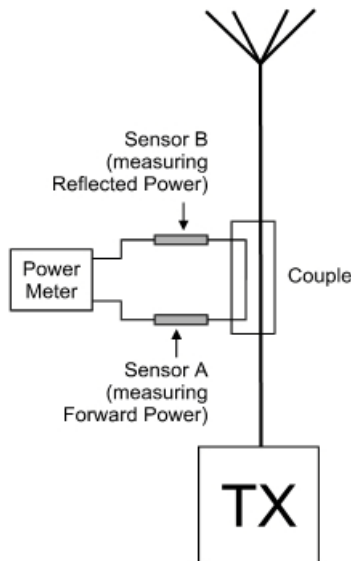 Sensor B
(measuring
Reflected Power)
Power
Meter
Couple
Sensor A
(measuring
Forward Power)
TX